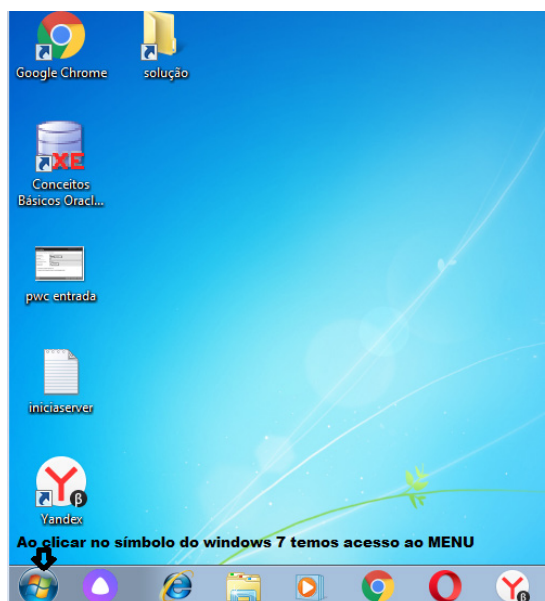 Google Chrome
solução
XE
Conceitos
Básicos Oracl...
pwc entrada
iniciaserver
Y
β
Yandex
Ao clicar no símbolo do windows 7 temos acesso ao MENU
β